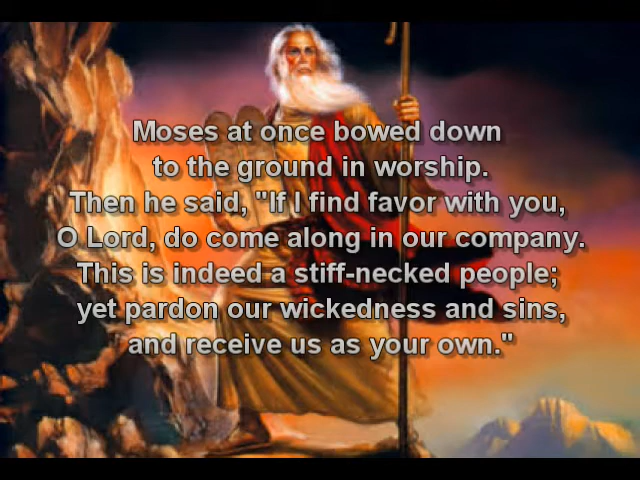 Moses at once bowed down
to the ground in worship.
Then he said, "If I find favor with you,
O Lord, do come along in our company.
This is indeed a stiff-necked people;
yet pardon our wickedness and sins,
and receive us as your own."